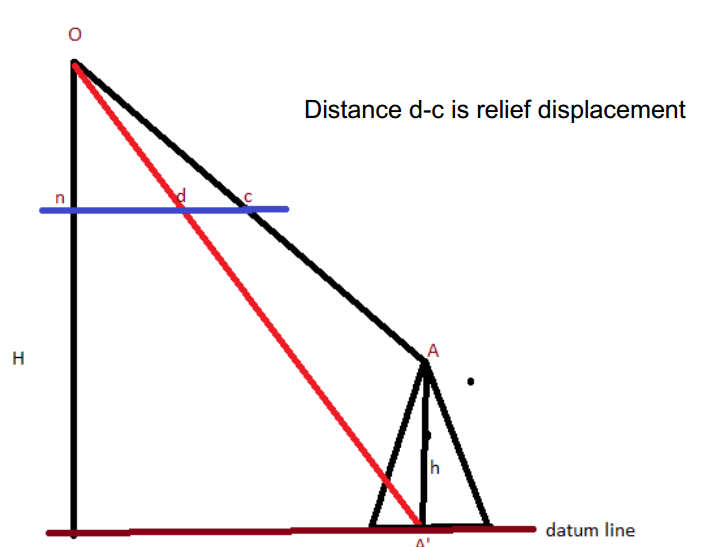 O
Distance d-c is relief displacement
n
d
c
H
A
h
datum line
A'